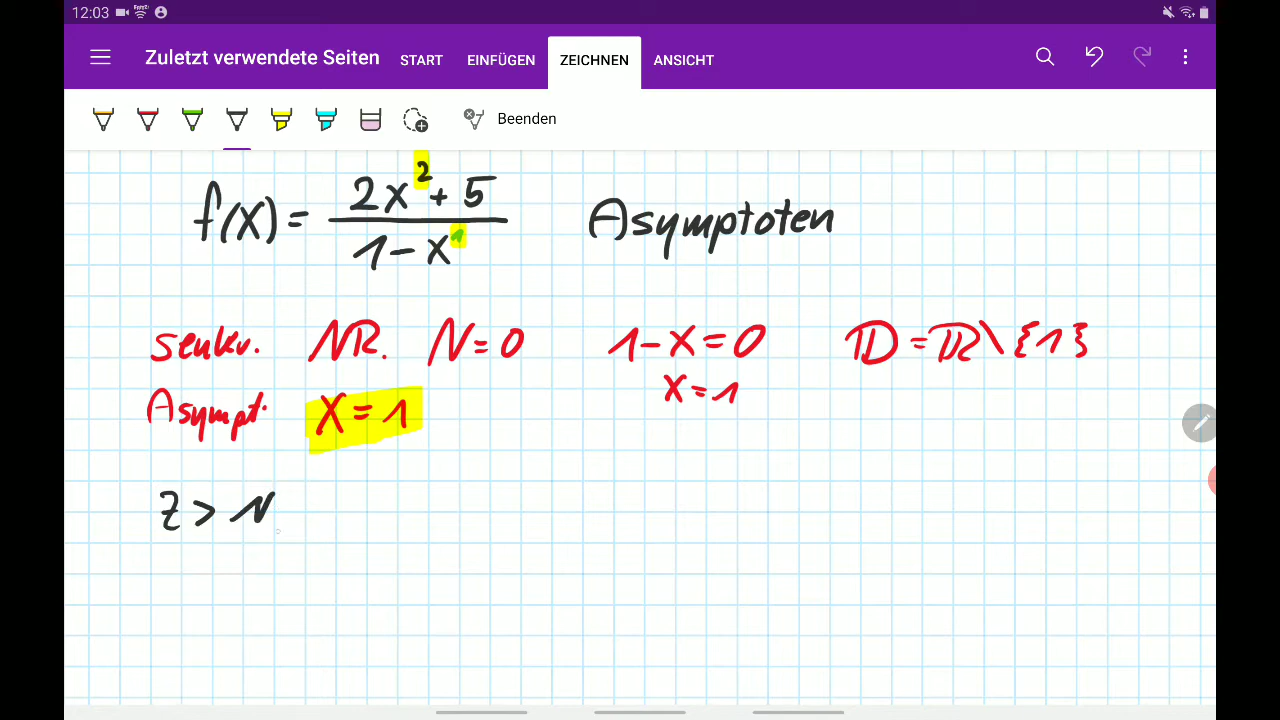 12:03
Zuletzt verwendete Seiten START EINFÜGEN ZEICHNEN ANSICHT
Beenden
f(x) = (2x² + 5)/(1 - x¹) Asymptoten
senkr. NR. N = 0 1 - x = 0 D = ℝ \ {1}
x = 1
Asympt. x = 1
Z > N